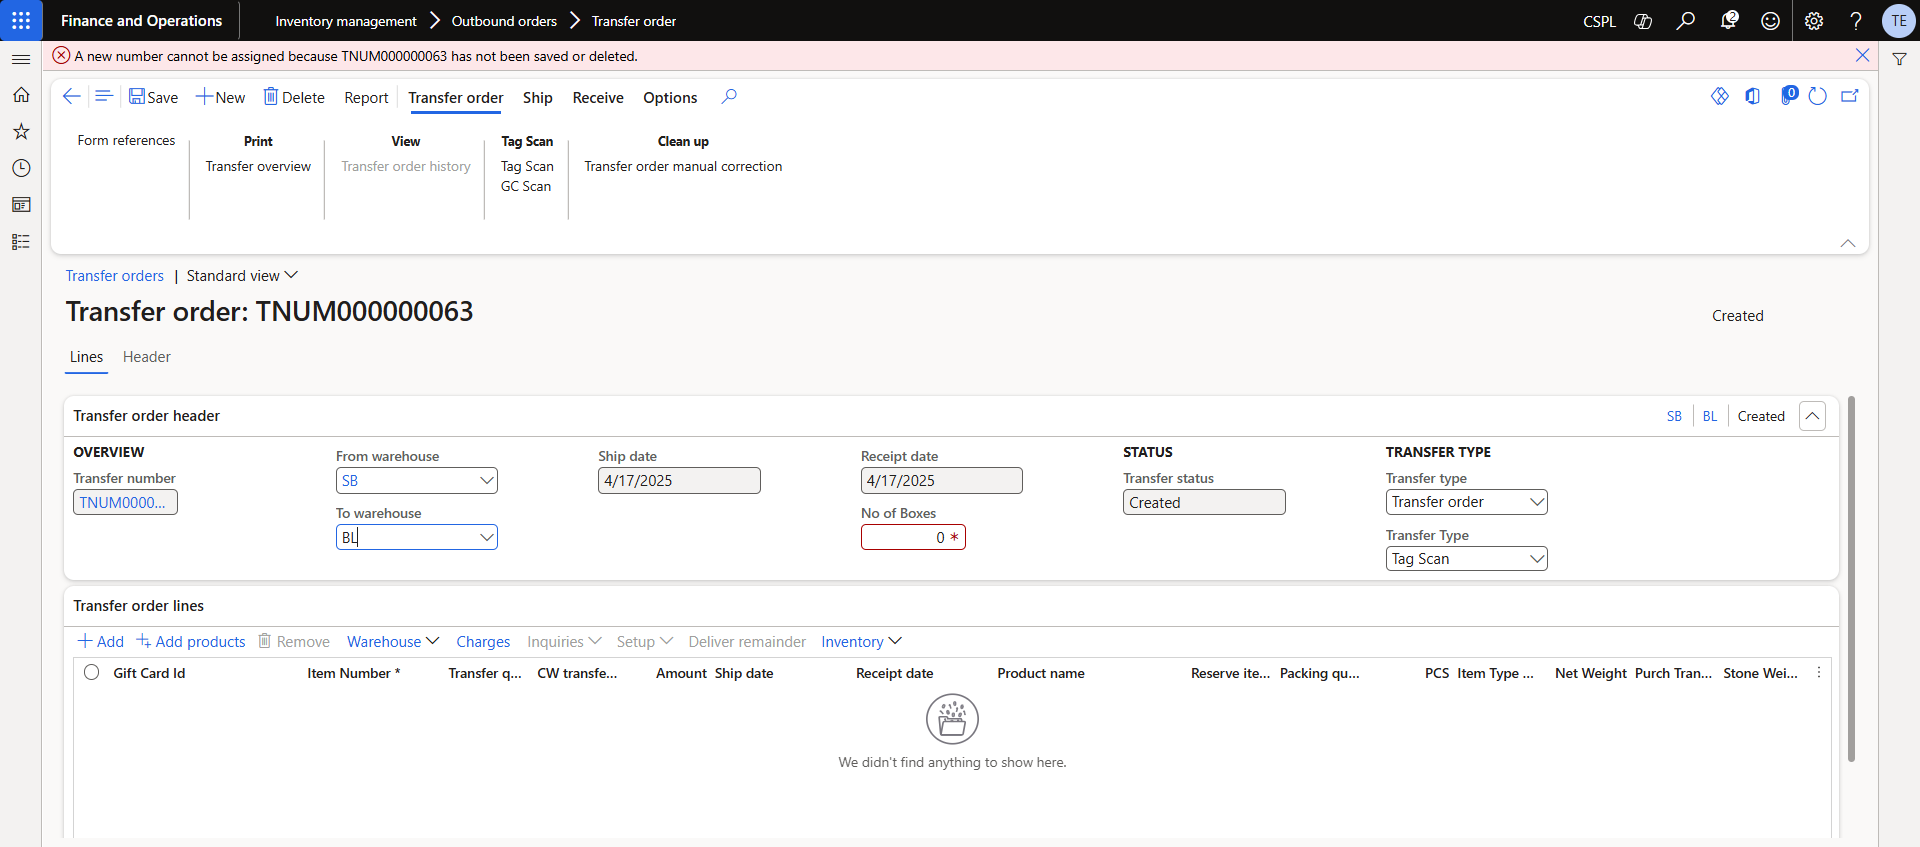 Finance and Operations
Inventory management > Outbound orders > Transfer order
CSPL
2
TE
A new number cannot be assigned because TNUM000000063 has not been saved or deleted.
Save
New
Delete
Report
Transfer order
Ship
Receive
Options
0
Form references
Print
Transfer overview
View
Transfer order history
Tag Scan
Tag Scan
GC Scan
Clean up
Transfer order manual correction
Transfer orders | Standard view
Transfer order: TNUM000000063
Created
Lines
Header
Transfer order header
SB
BL
Created
OVERVIEW
Transfer number
TNUM0000...
From warehouse
SB
To warehouse
BL
Ship date
4/17/2025
Receipt date
4/17/2025
No of Boxes
0 *
STATUS
Transfer status
Created
TRANSFER TYPE
Transfer type
Transfer order
Transfer Type
Tag Scan
Transfer order lines
Add
Add products
Remove
Warehouse
Charges
Inquiries
Setup
Deliver remainder
Inventory
Gift Card Id
Item Number *
Transfer q...
CW transfe...
Amount
Ship date
Receipt date
Product name
Reserve ite...
Packing qu...
PCS
Item Type ...
Net Weight
Purch Tran...
Stone Wei...
We didn't find anything to show here.